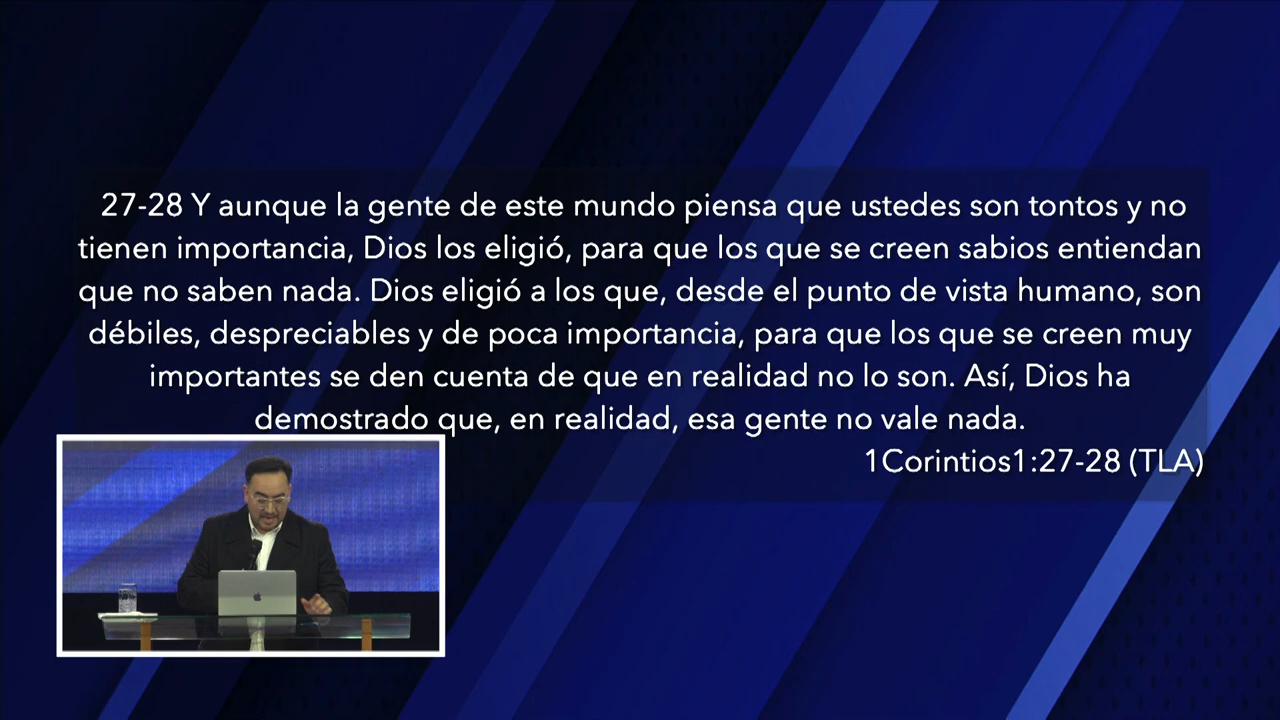 27-28 Y aunque la gente de este mundo piensa que ustedes son tontos y no
tienen importancia, Dios los eligió, para que los que se creen sabios entiendan
que no saben nada. Dios eligió a los que, desde el punto de vista humano, son
débiles, despreciables y de poca importancia, para que los que se creen muy
importantes se den cuenta de que en realidad no lo son. Así, Dios ha
demostrado que, en realidad, esa gente no vale nada.
1Corintios1:27-28 (TLA)